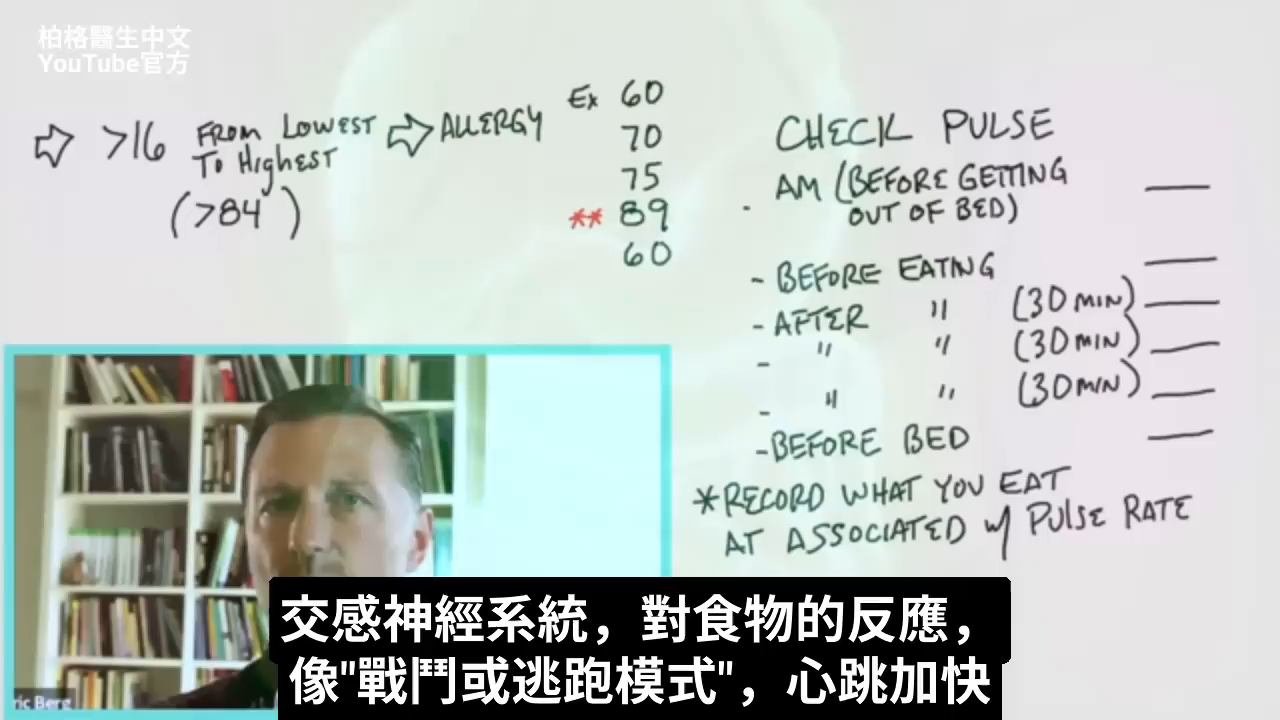 柏格醫生中文
YouTube官方
⇨ >16 FROM LOWEST
TO HIGHEST
⇨ ALLERGY
(>84)
Ex 60
70
75
** 89
60
CHECK PULSE
AM (BEFORE GETTING
OUT OF BED)
- BEFORE EATING
- AFTER " (30 MIN)
- " " (30 MIN)
- " " (30 MIN)
- BEFORE BED
* RECORD WHAT YOU EAT
AT ASSOCIATED w/ PULSE RATE
ric Berg
交感神經系統，對食物的反應，
像"戰鬥或逃跑模式"，心跳加快